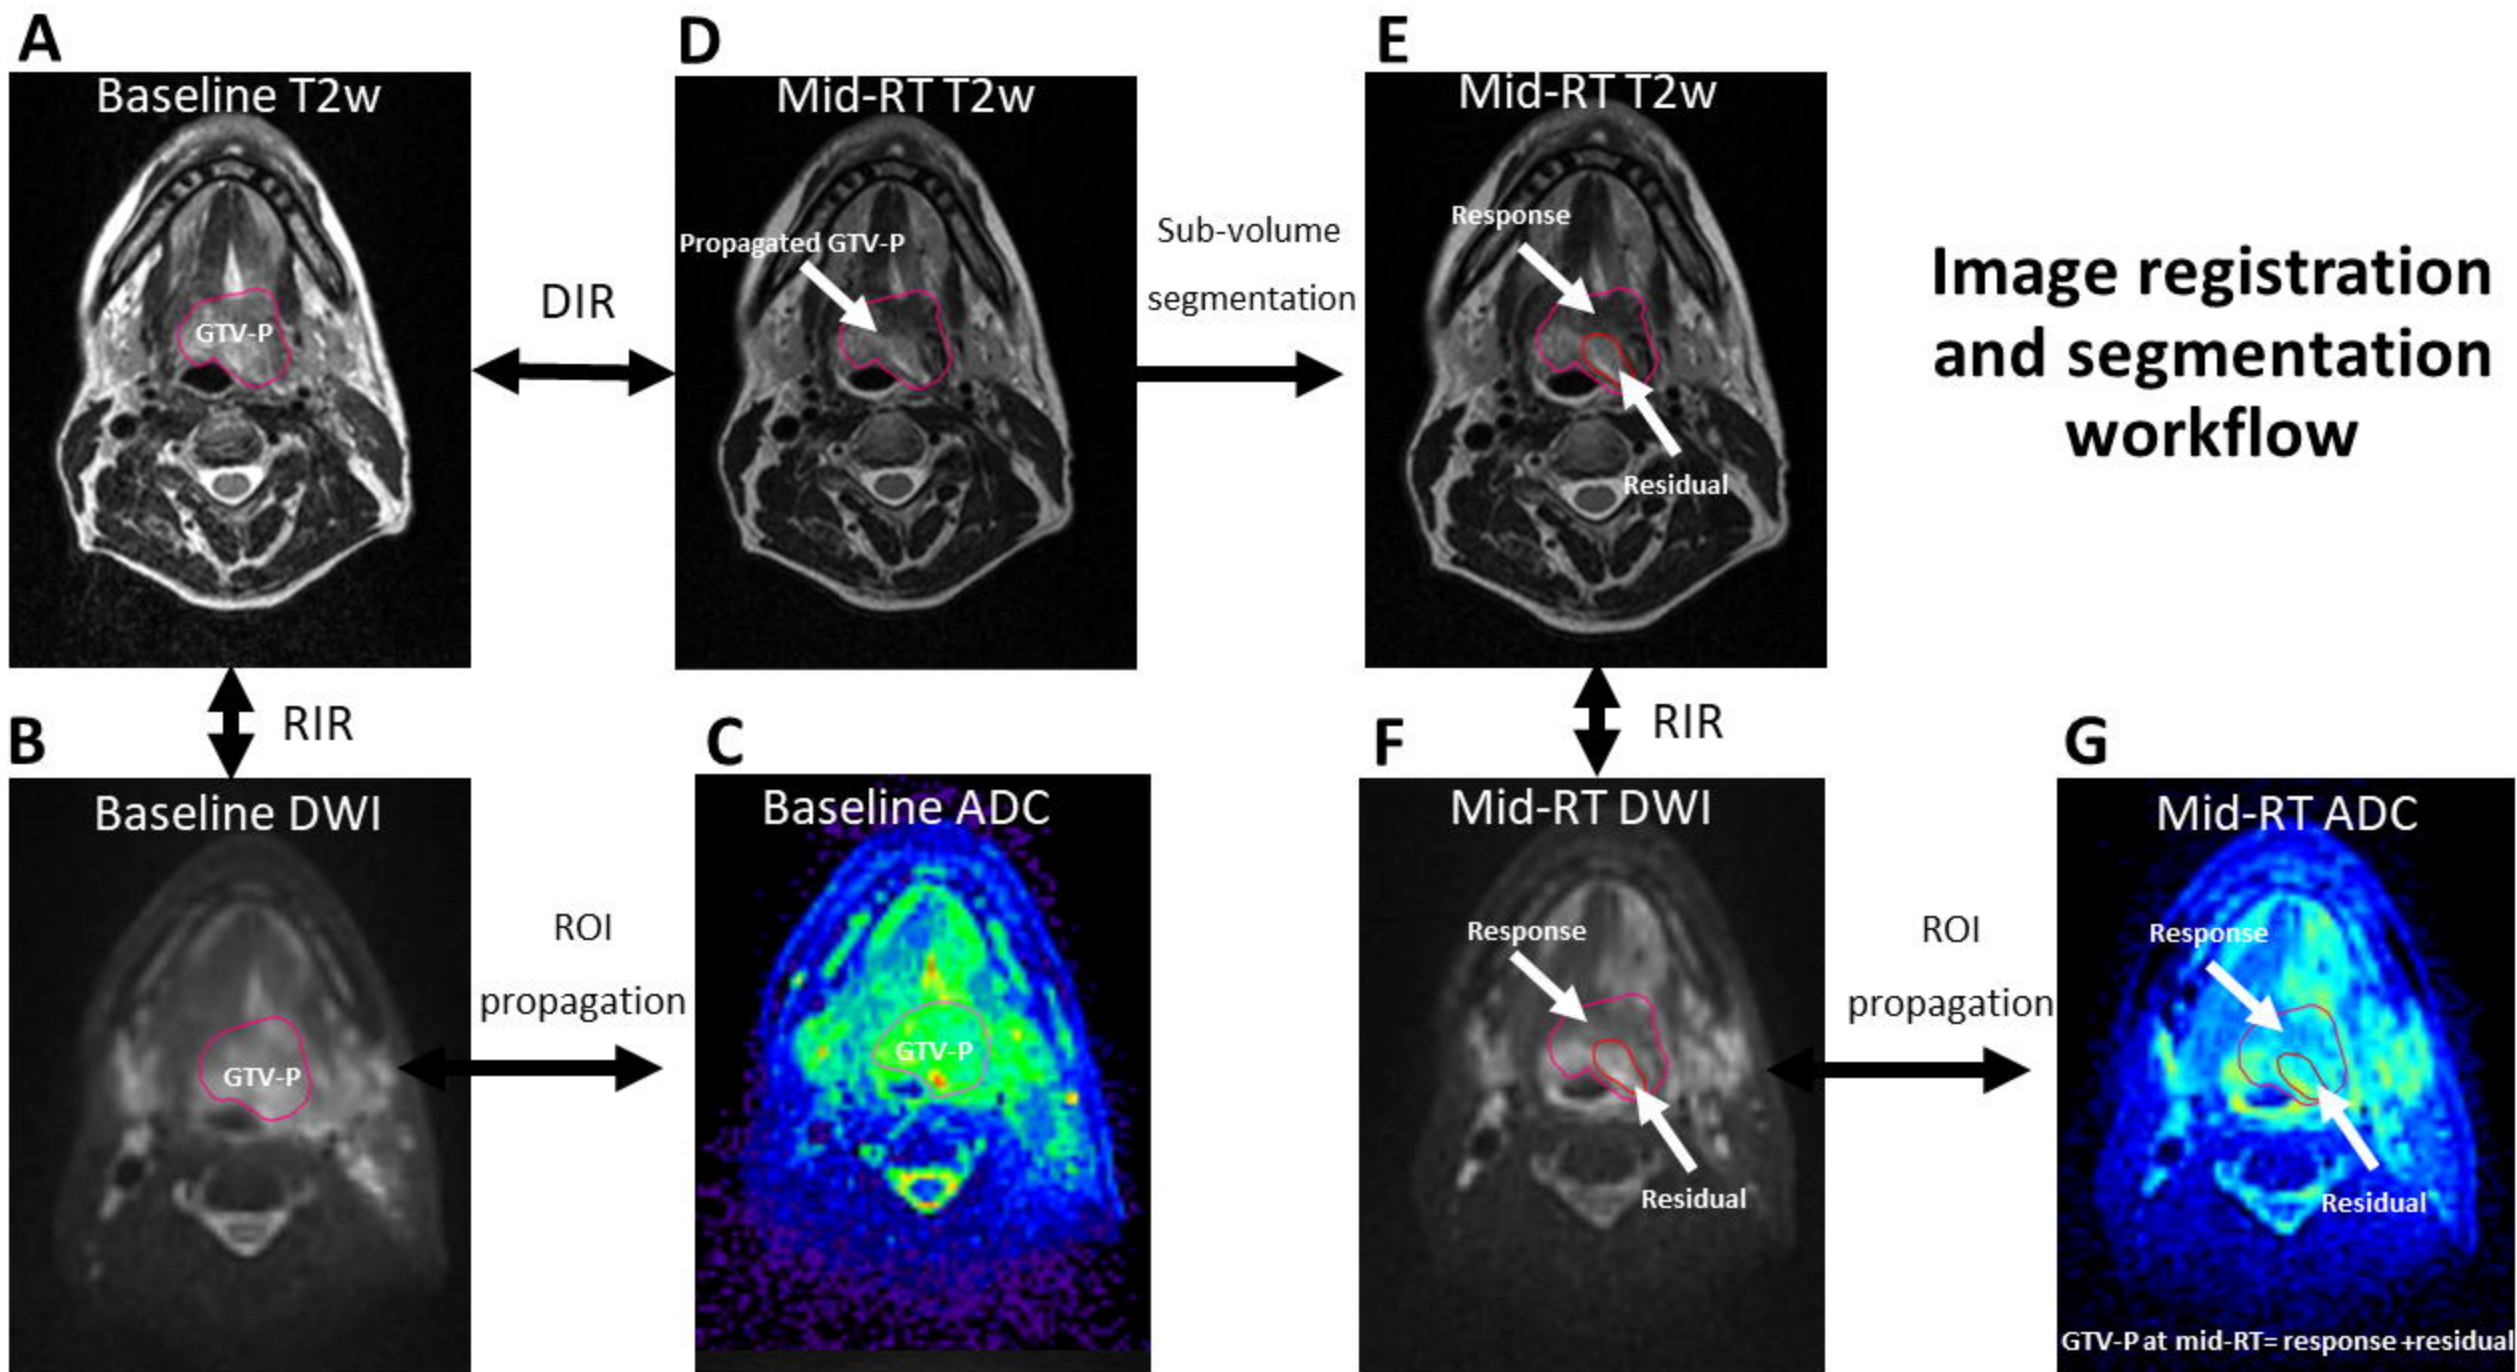 A
Baseline T2w
GTV-P
DIR
D
Mid-RT T2w
Propagated GTV-P
Sub-volume
segmentation
E
Mid-RT T2w
Response
Residual
Image registration
and segmentation
workflow
RIR
RIR
B
Baseline DWI
GTV-P
ROI
propagation
C
Baseline ADC
GTV-P
F
Mid-RT DWI
Response
Residual
ROI
propagation
G
Mid-RT ADC
Response
Residual
GTV-P at mid-RT= response+residual